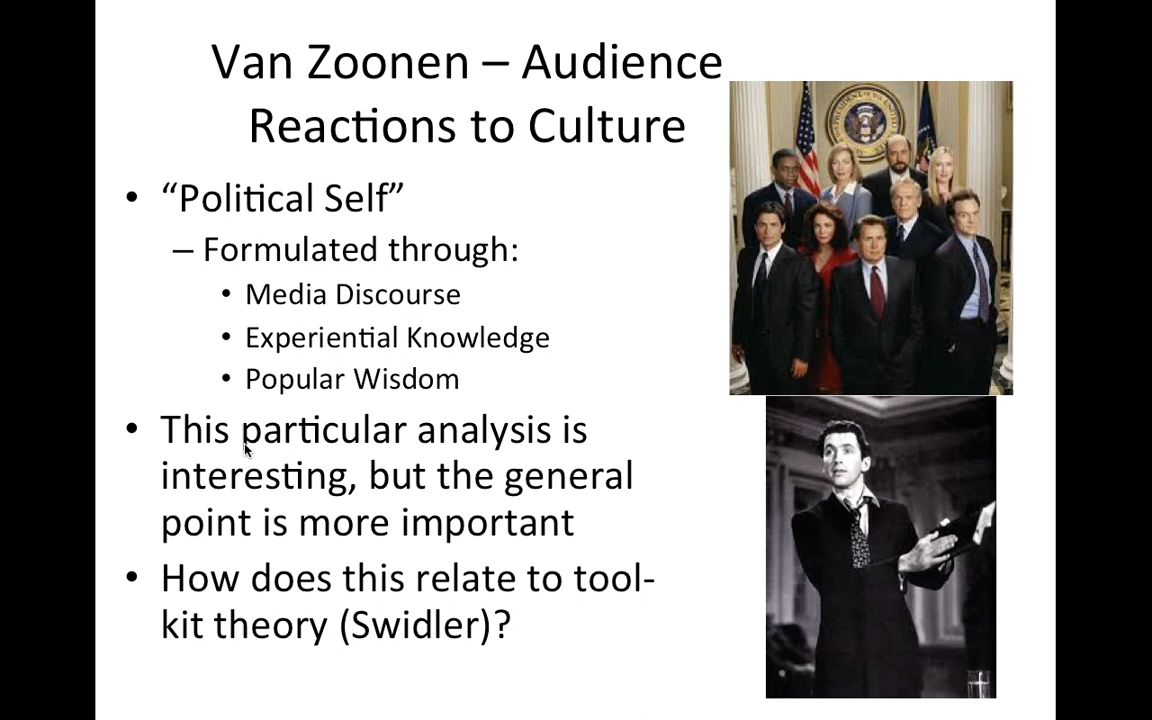 Van Zoonen – Audience
Reactions to Culture
• “Political Self”
– Formulated through:
• Media Discourse
• Experiential Knowledge
• Popular Wisdom
• This particular analysis is
interesting, but the general
point is more important
• How does this relate to tool-
kit theory (Swidler)?